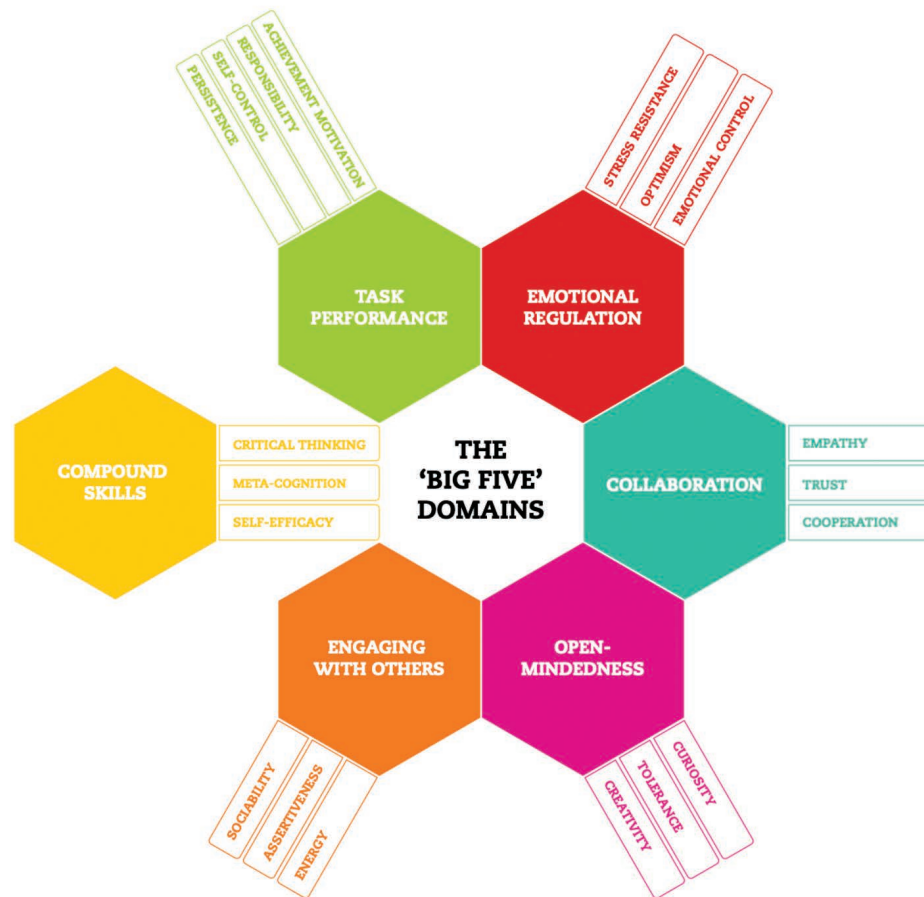 ACHIEVEMENT MOTIVATION
RESPONSIBILITY
SELF-CONTROL
PERSISTENCE
STRESS RESISTANCE
OPTIMISM
EMOTIONAL CONTROL
TASK
PERFORMANCE
EMOTIONAL
REGULATION
COMPOUND
SKILLS
CRITICAL THINKING
META-COGNITION
SELF-EFFICACY
THE
‘BIG FIVE’
DOMAINS
COLLABORATION
EMPATHY
TRUST
COOPERATION
ENGAGING
WITH OTHERS
OPEN-
MINDEDNESS
SOCIABILITY
ASSERTIVENESS
ENERGY
CREATIVITY
TOLERANCE
CURIOSITY